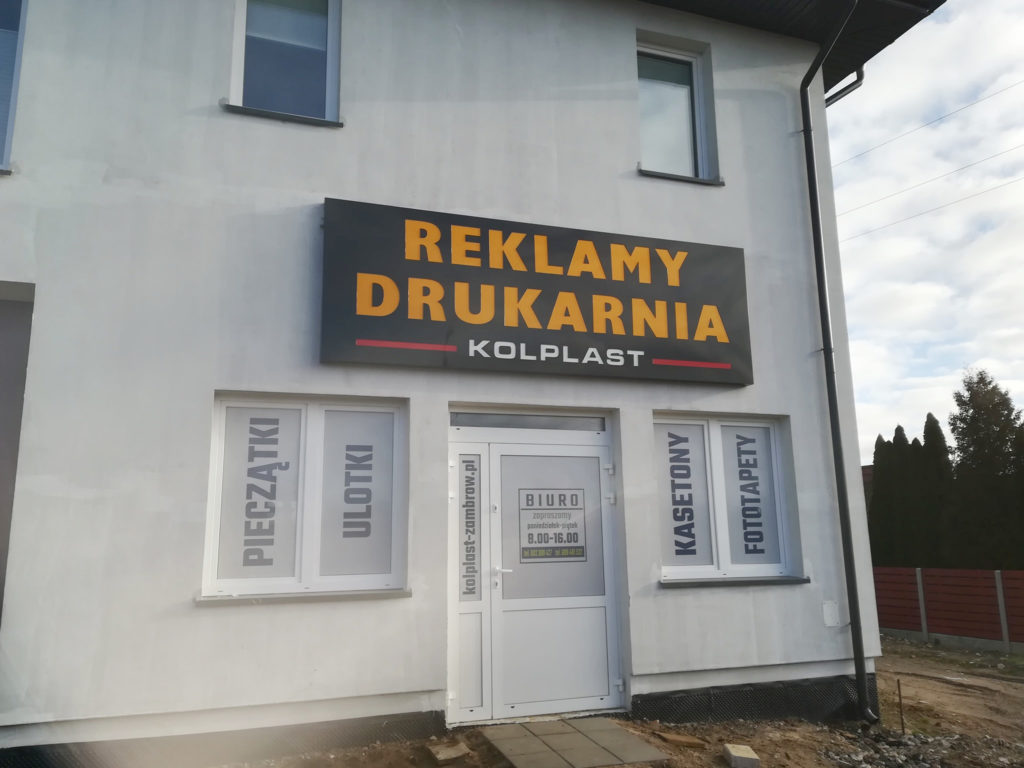 REKLAMY
DRUKARNIA
KOLPLAST
PIECZĄTKI
ULOTKI
kolplast-zambrow.pl
BIURO
zapraszamy
poniedziałek-piątek
8.00-16.00
KASETONY
FOTOTAPETY